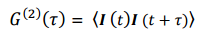 G⁽²⁾(τ) = ⟨I (t)I (t + τ)⟩